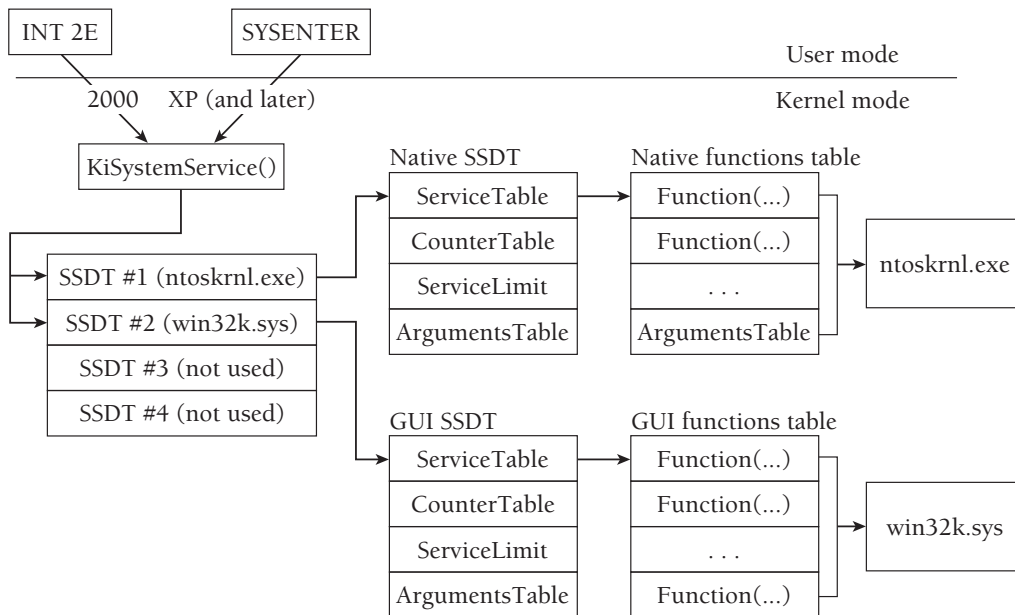 INT 2E
SYSENTER
User mode
2000
XP (and later)
Kernel mode
KiSystemService()
Native SSDT
ServiceTable
CounterTable
ServiceLimit
ArgumentsTable
Native functions table
Function(...)
Function(...)
. . .
ArgumentsTable
ntoskrnl.exe
SSDT #1 (ntoskrnl.exe)
SSDT #2 (win32k.sys)
SSDT #3 (not used)
SSDT #4 (not used)
GUI SSDT
ServiceTable
CounterTable
ServiceLimit
ArgumentsTable
GUI functions table
Function(...)
Function(...)
. . .
Function(...)
win32k.sys